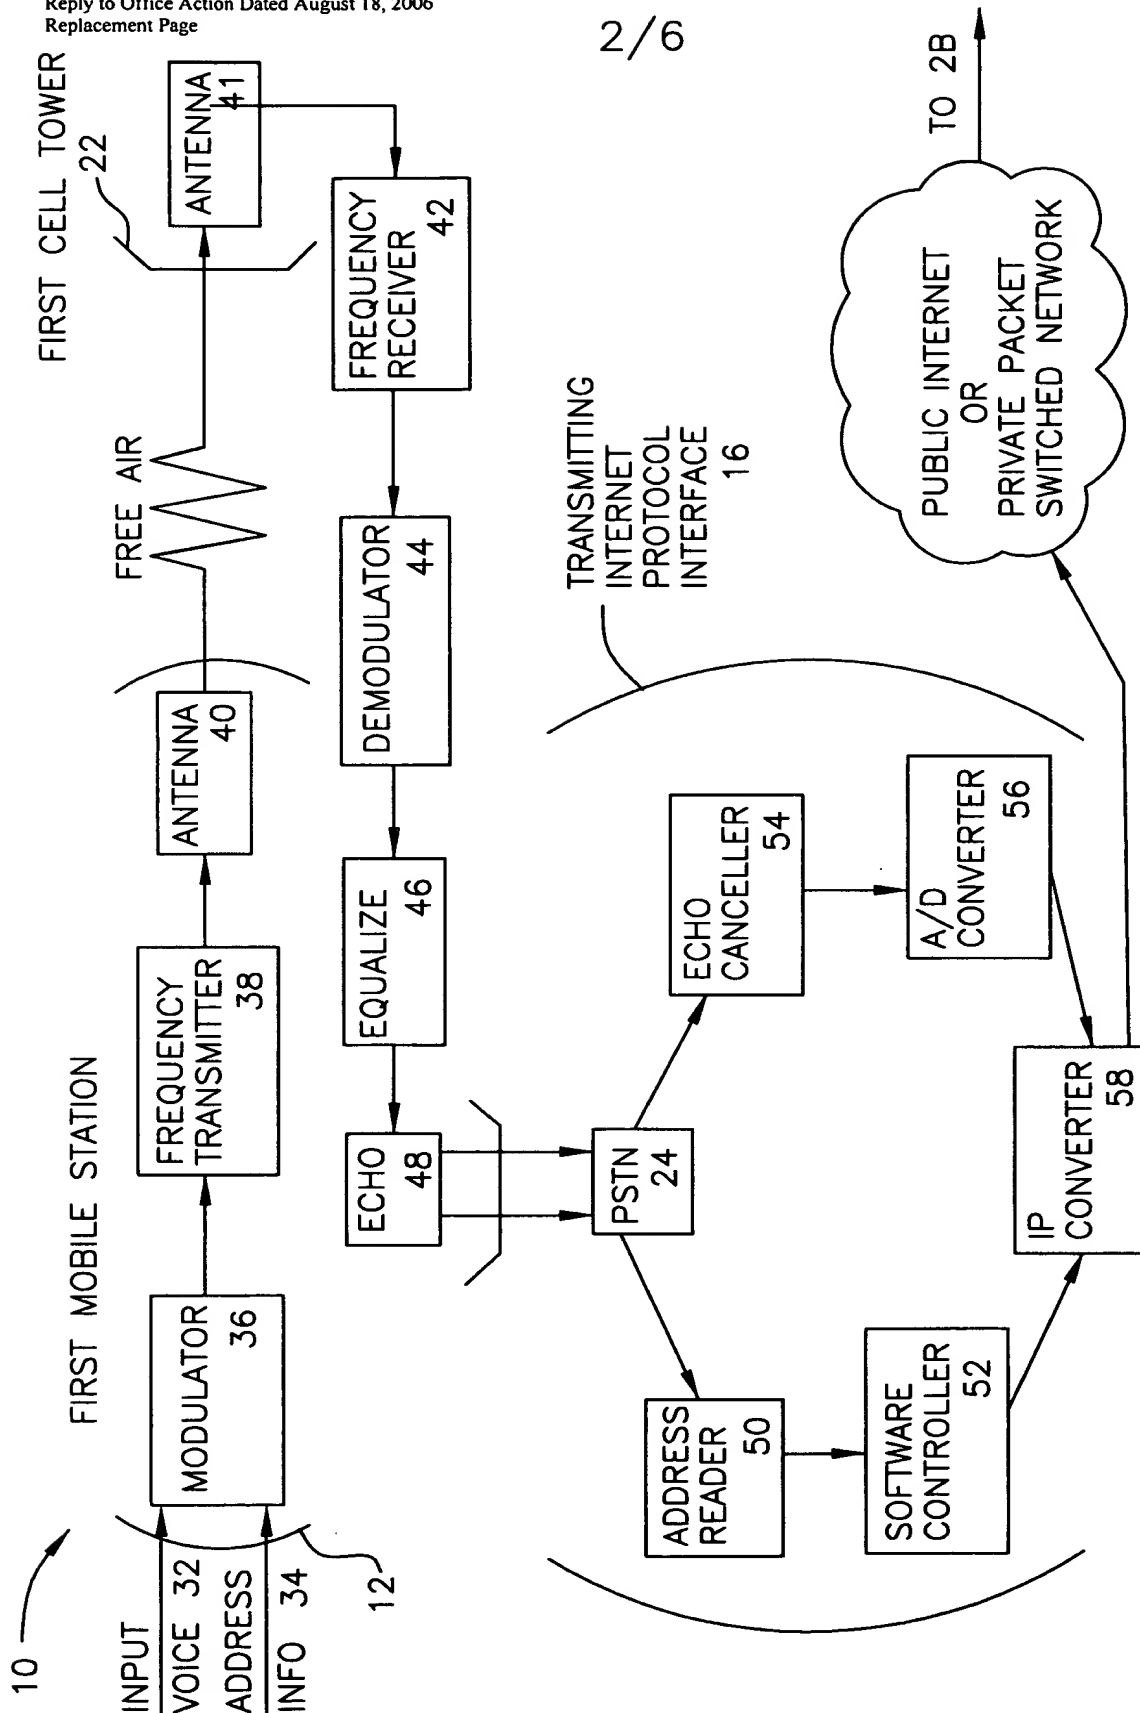 Reply to Office Action Dated August 18, 2006
Replacement Page
2/6
10
FIRST MOBILE STATION
INPUT
VOICE 32
ADDRESS
INFO 34
12
MODULATOR
36
FREQUENCY
TRANSMITTER
38
ANTENNA
40
FREE AIR
FIRST CELL TOWER
22
ANTENNA
41
FREQUENCY
RECEIVER
42
DEMODULATOR
44
EQUALIZE
46
ECHO
48
PSTN
24
TRANSMITTING
INTERNET
PROTOCOL
INTERFACE
16
ADDRESS
READER
50
SOFTWARE
CONTROLLER
52
ECHO
CANCELLER
54
A/D
CONVERTER
56
IP
CONVERTER
58
PUBLIC INTERNET
OR
PRIVATE PACKET
SWITCHED NETWORK
TO 2B